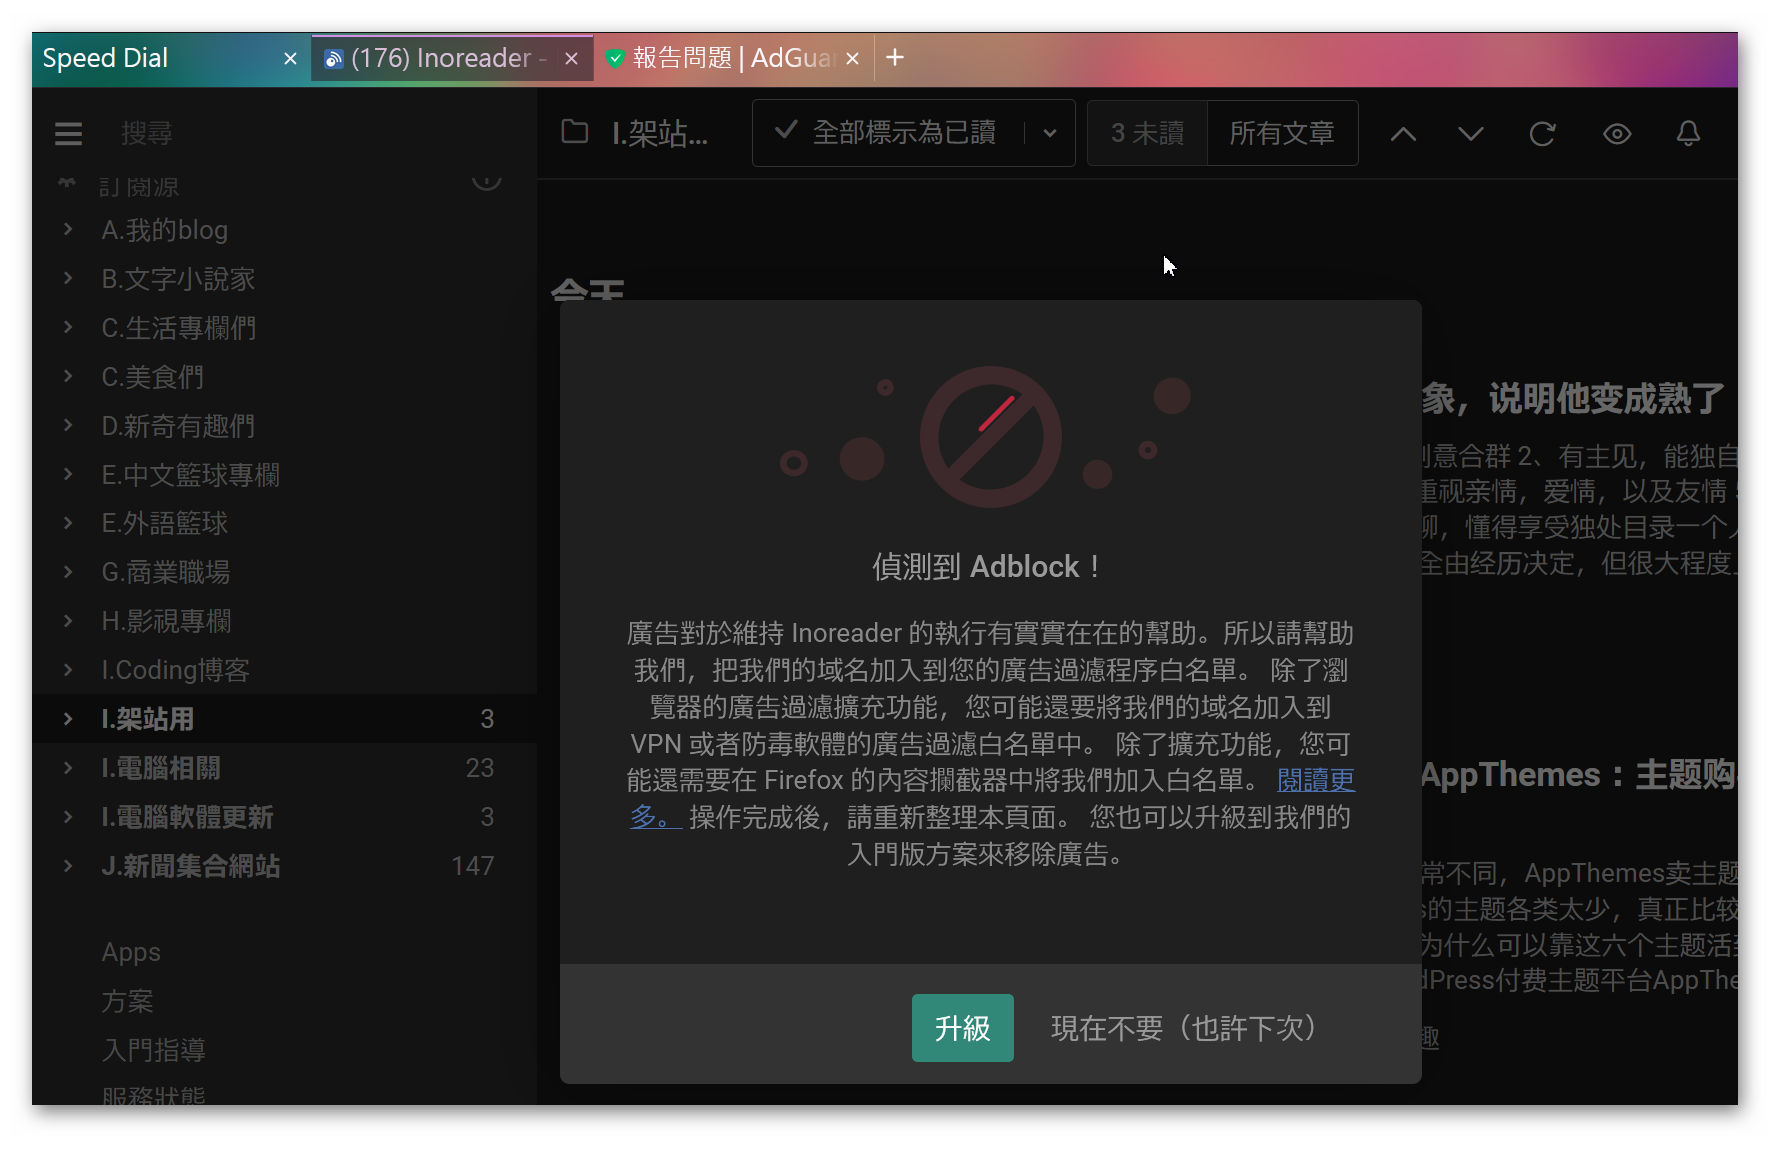 Speed Dial
(176) Inoreader -
報告問題 | AdGua
搜尋
I.架站...
全部標示為已讀
3 未讀
所有文章
訂閱源
A.我的blog
B.文字小說家
C.生活專欄們
C.美食們
D.新奇有趣們
E.中文籃球專欄
E.外語籃球
G.商業職場
H.影視專欄
I.Coding博客
I.架站用 3
I.電腦相關 23
I.電腦軟體更新 3
J.新聞集合網站 147
Apps
方案
入門指導
服務狀態
今天
象，说明他变成熟了
意合群 2、有主见，能独自
重视亲情，爱情，以及友情
聊，懂得享受独处目录一个
全由经历决定，但很大程度
偵測到 Adblock！
廣告對於維持 Inoreader 的執行有實實在在的幫助。所以請幫助
我們，把我們的域名加入到您的廣告過濾程序白名單。 除了瀏
覽器的廣告過濾擴充功能，您可能還要將我們的域名加入到
VPN 或者防毒軟體的廣告過濾白名單中。 除了擴充功能，您可
能還需要在 Firefox 的內容攔截器中將我們加入白名單。 閱讀更
多。 操作完成後，請重新整理本頁面。 您也可以升級到我們的
入門版方案來移除廣告。
AppThemes：主题购
常不同，AppThemes卖主题
的主题各类太少，真正比较
为什么可以靠这六个主题活
dPress付费主题平台AppThe
趣
升級
現在不要（也許下次）